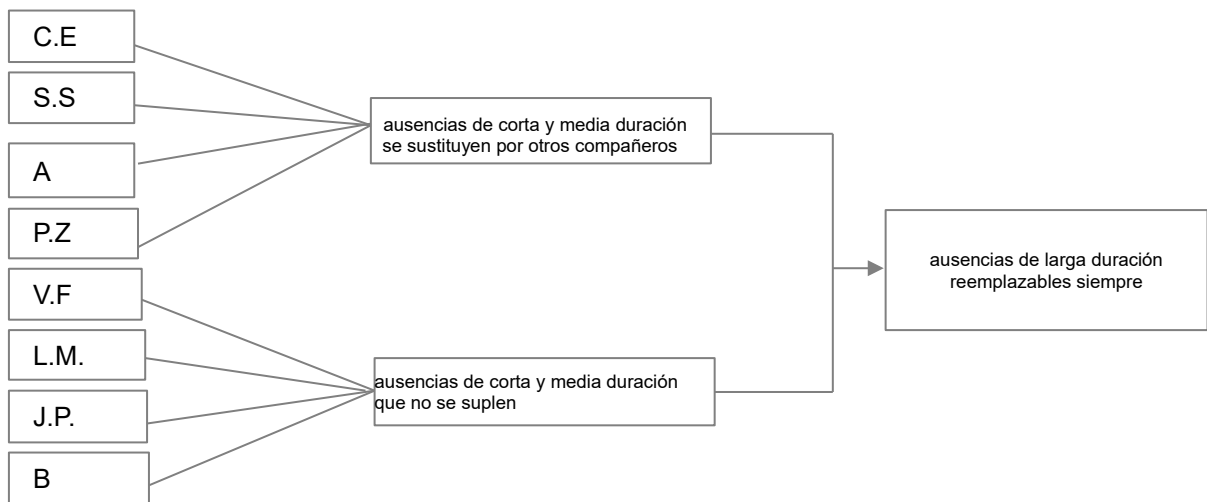 C.E
S.S
A
P.Z
V.F
L.M.
J.P.
B
ausencias de corta y media duración
se sustituyen por otros compañeros
ausencias de corta y media duración
que no se suplen
ausencias de larga duración
reemplazables siempre